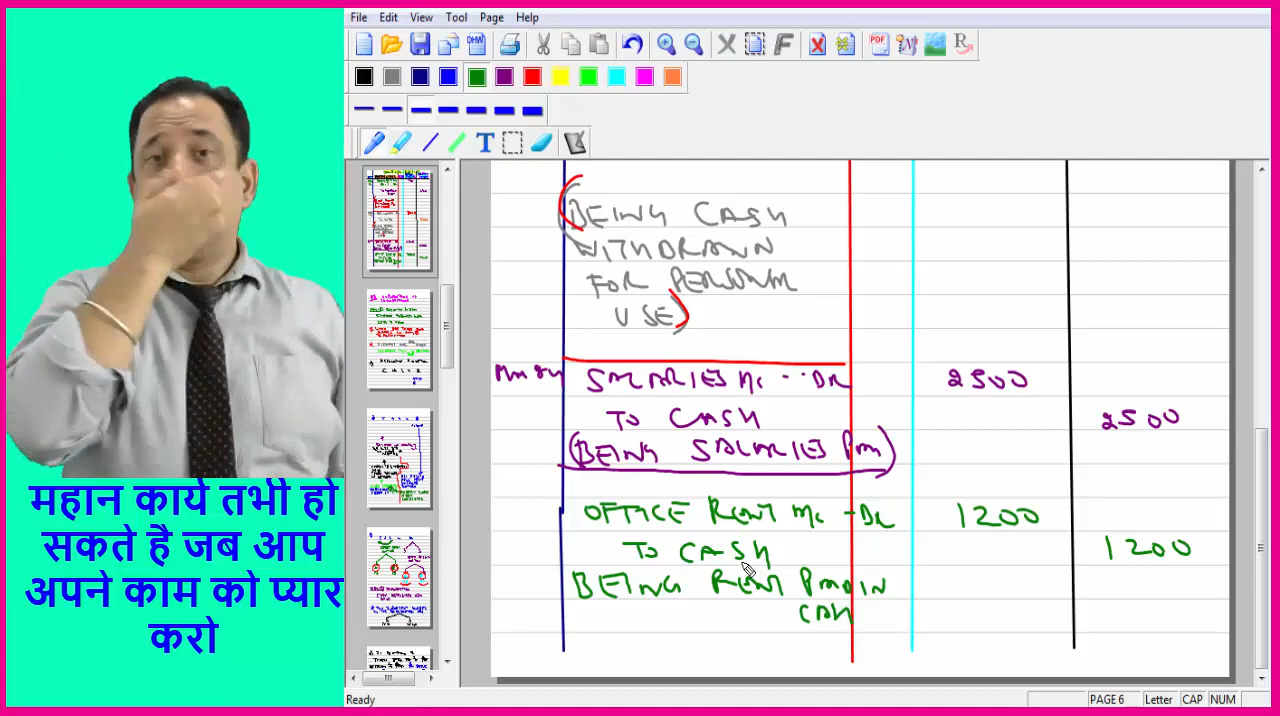 File Edit View Tool Page Help
DHW PDF
BEING CASH
WITHDRAWN
FOR PERSONAL
USE)
SALARIES A/C -- DR 2500
TO CASH 2500
(BEING SALARIES PAID)
OFFICE RENT A/C - DR 1200
TO CASH 1200
BEING RENT PAID IN
CASH
महान कार्य तभी हो
सकते है जब आप
अपने काम को प्यार
करो
Ready PAGE 6 Letter CAP NUM